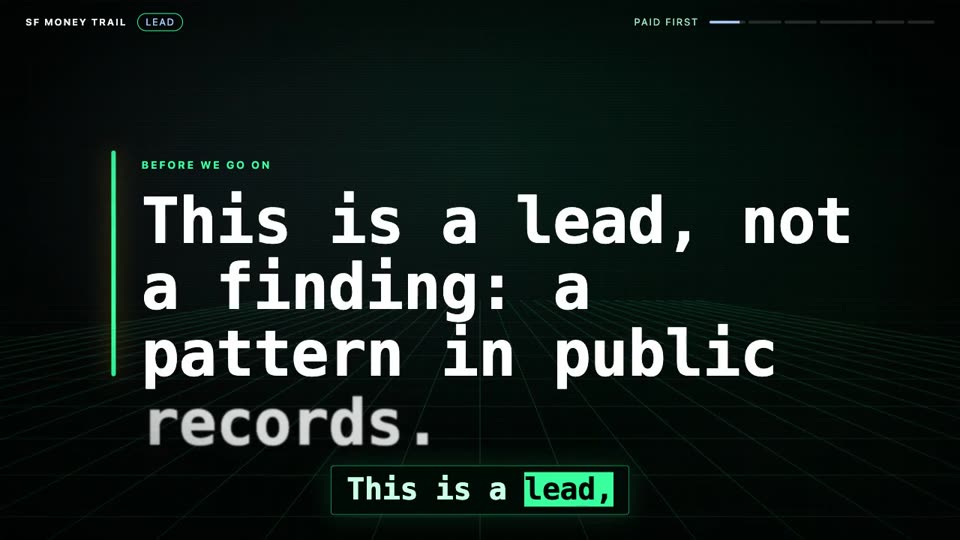 SF MONEY TRAIL LEAD PAID FIRST
BEFORE WE GO ON
This is a lead, not
a finding: a
pattern in public
records.
This is a lead,